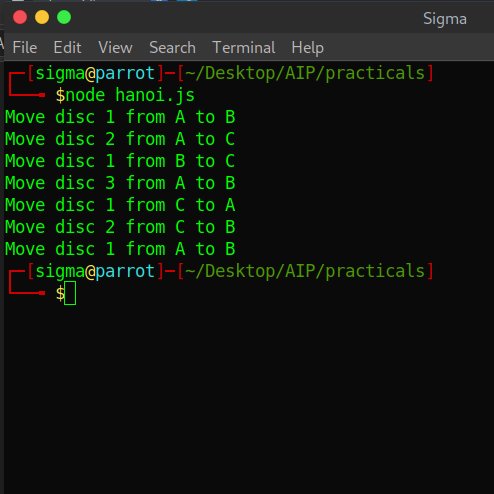 Sigma
File Edit View Search Terminal Help
┌─[sigma@parrot]─[~/Desktop/AIP/practicals]
└──╼ $node hanoi.js
Move disc 1 from A to B
Move disc 2 from A to C
Move disc 1 from B to C
Move disc 3 from A to B
Move disc 1 from C to A
Move disc 2 from C to B
Move disc 1 from A to B
┌─[sigma@parrot]─[~/Desktop/AIP/practicals]
└──╼ $